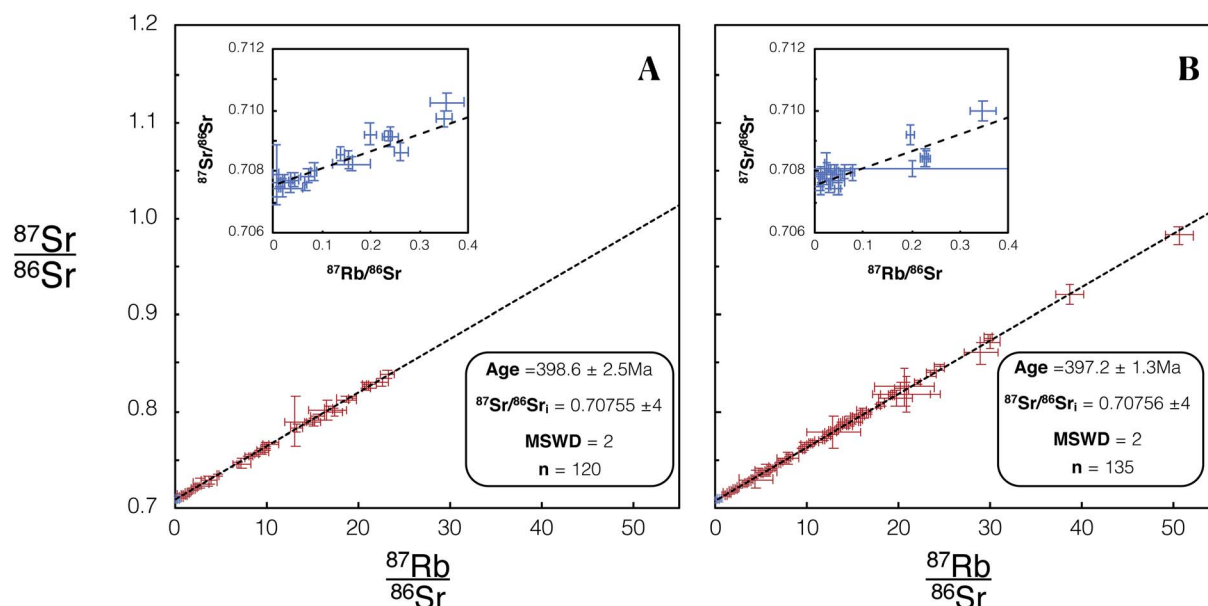 ⁸⁷Sr
⁸⁶Sr
1.2
1.1
1.0
0.9
0.8
0.7
0
10
20
30
40
50
⁸⁷Rb
⁸⁶Sr
A
⁸⁷Sr/⁸⁶Sr
0.712
0.710
0.708
0.706
0
0.1
0.2
0.3
0.4
⁸⁷Rb/⁸⁶Sr
Age =398.6 ± 2.5Ma
⁸⁷Sr/⁸⁶Srᵢ = 0.70755 ±4
MSWD = 2
n = 120
B
⁸⁷Sr/⁸⁶Sr
0.712
0.710
0.708
0.706
0
0.1
0.2
0.3
0.4
⁸⁷Rb/⁸⁶Sr
Age =397.2 ± 1.3Ma
⁸⁷Sr/⁸⁶Srᵢ = 0.70756 ±4
MSWD = 2
n = 135
0
10
20
30
40
50
⁸⁷Rb
⁸⁶Sr